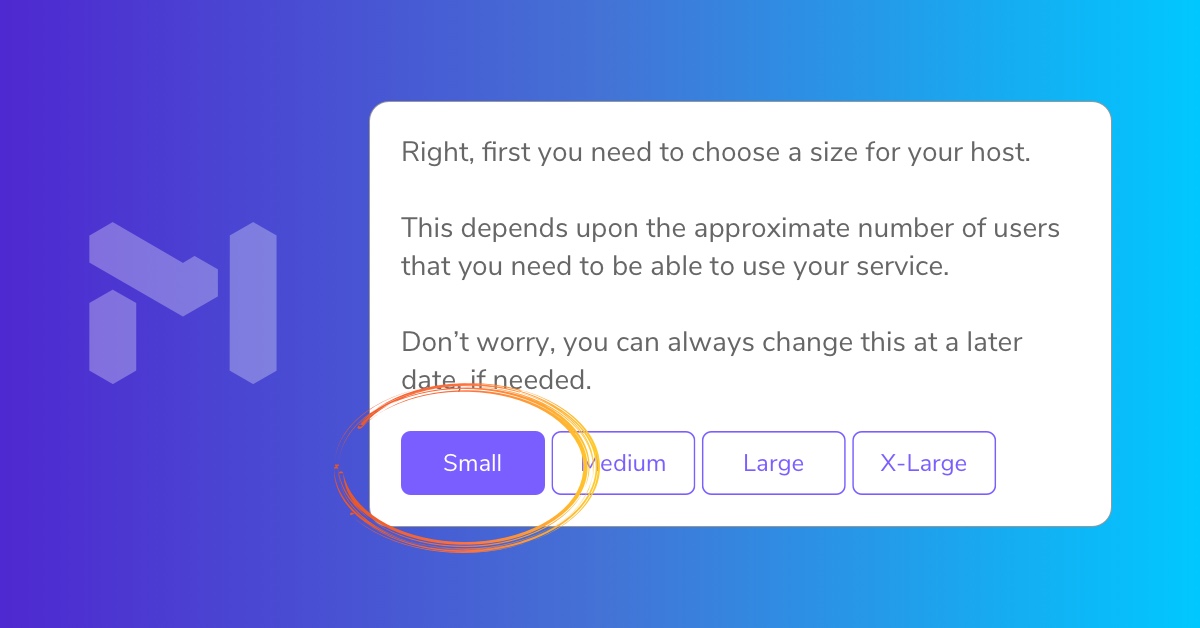 Right, first you need to choose a size for your host.
This depends upon the approximate number of users
that you need to be able to use your service.
Don’t worry, you can always change this at a later
date, if needed.
Small
Medium
Large
X-Large